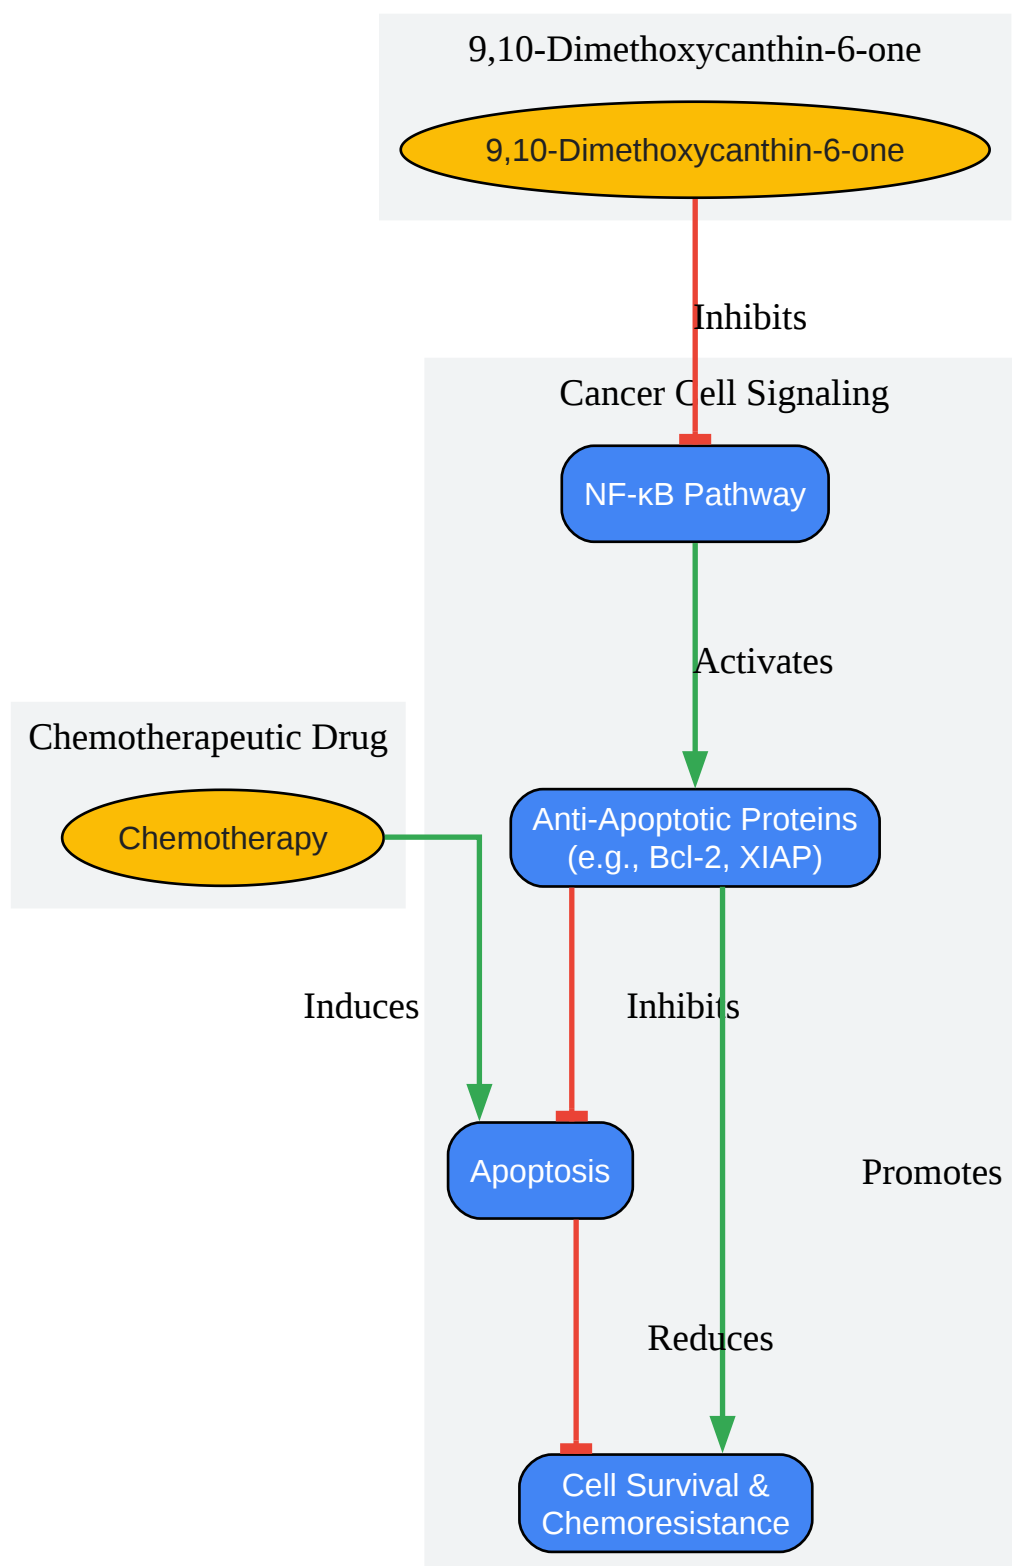 9,10-Dimethoxycanthin-6-one
9,10-Dimethoxycanthin-6-one
Inhibits
Cancer Cell Signaling
NF-κB Pathway
Activates
Chemotherapeutic Drug
Chemotherapy
Anti-Apoptotic Proteins
(e.g., Bcl-2, XIAP)
Induces
Inhibits
Apoptosis
Promotes
Reduces
Cell Survival &
Chemoresistance